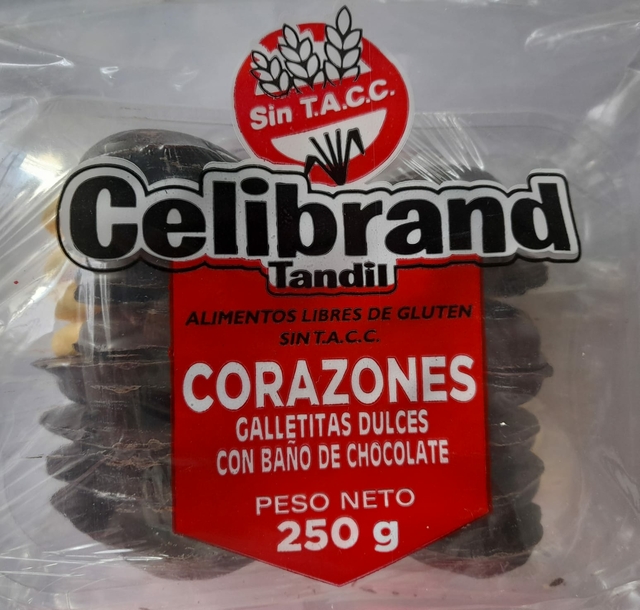 Sin T.A.C.C.
Celibrand
Tandil
ALIMENTOS LIBRES DE GLUTEN
SIN T.A.C.C.
CORAZONES
GALLETITAS DULCES
CON BAÑO DE CHOCOLATE
PESO NETO
250 g